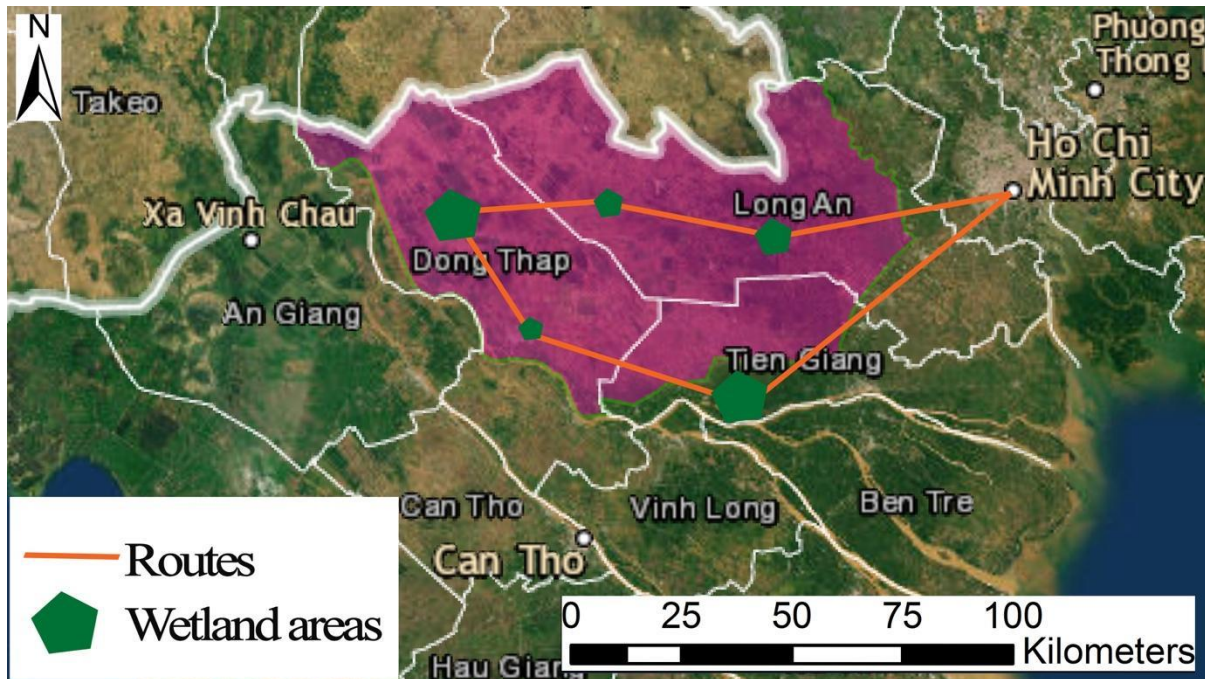 N
Phuong
Thong
Takeo
Ho Chi
Minh City
Xa Vinh Chau
Long An
Dong Thap
An Giang
Tien Giang
Can Tho
Vinh Long
Ben Tre
Can Tho
Hau Giang
Routes
Wetland areas
0 25 50 75 100
Kilometers